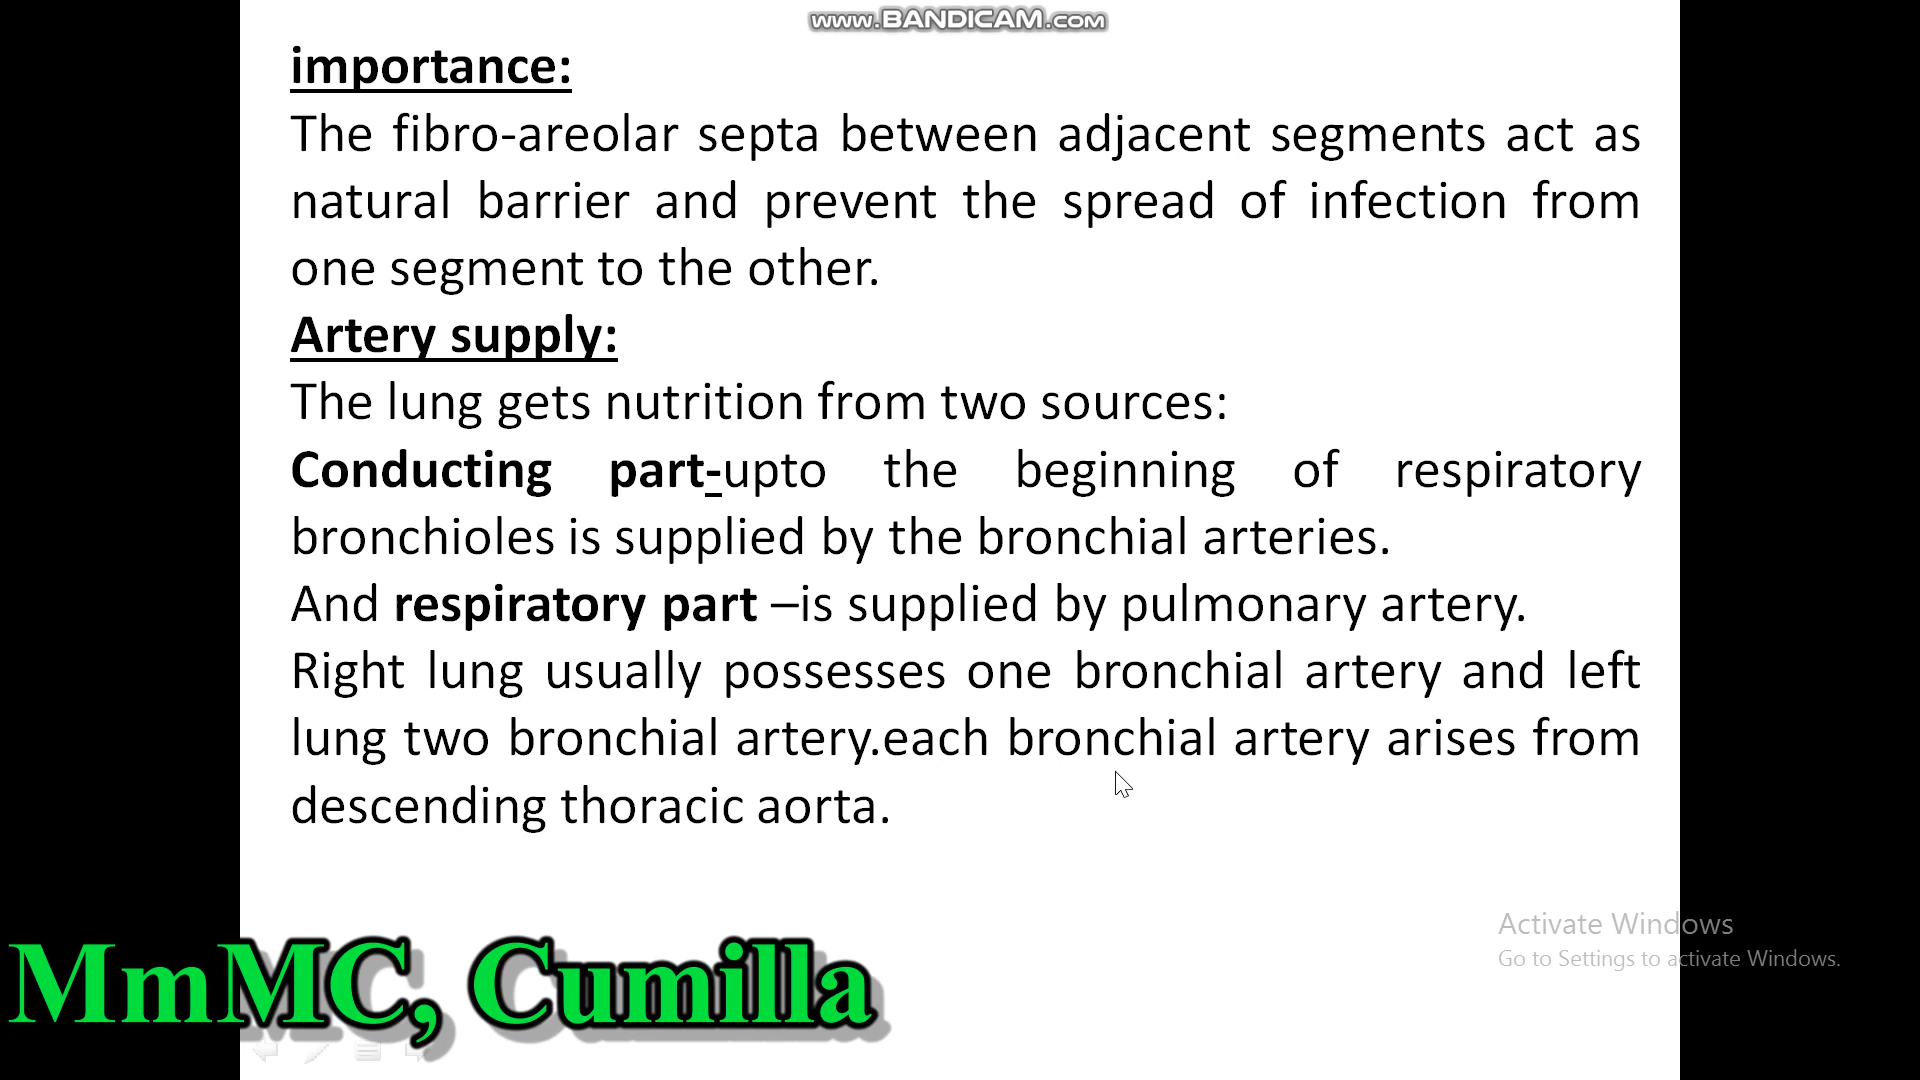 www.BANDICAM.com
importance:
The fibro-areolar septa between adjacent segments act as
natural barrier and prevent the spread of infection from
one segment to the other.
Artery supply:
The lung gets nutrition from two sources:
Conducting part-upto the beginning of respiratory
bronchioles is supplied by the bronchial arteries.
And respiratory part –is supplied by pulmonary artery.
Right lung usually possesses one bronchial artery and left
lung two bronchial artery.each bronchial artery arises from
descending thoracic aorta.
Activate Windows
Go to Settings to activate Windows.
MmMC, Cumilla